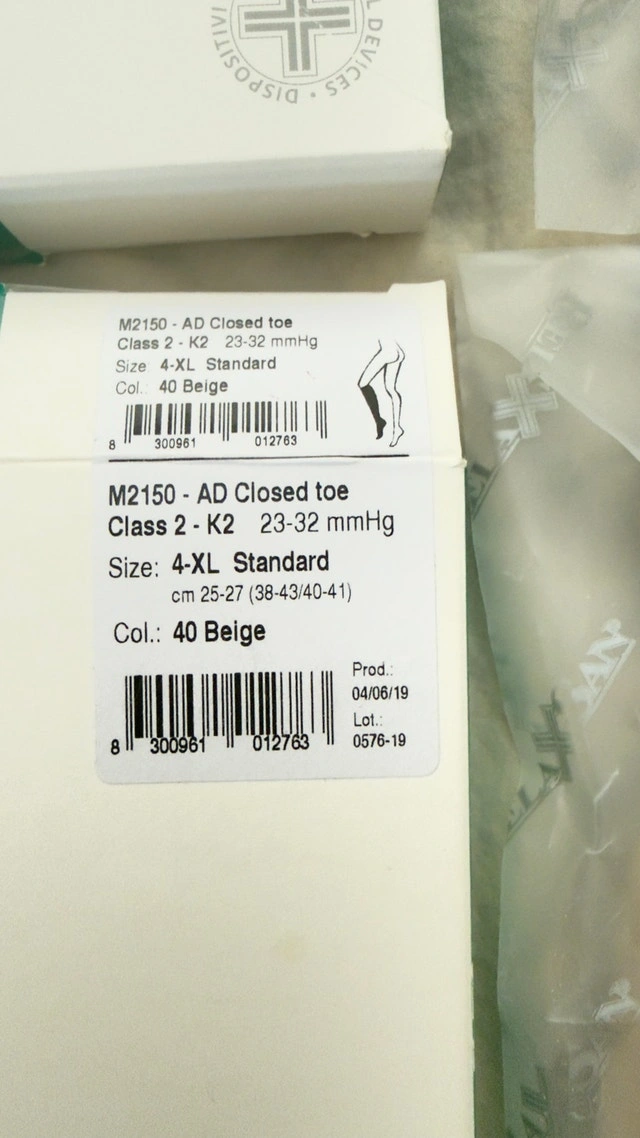 L DEVICES • DISPOSITIVI
M2150 - AD Closed toe
Class 2 - K2 23-32 mmHg
Size 4-XL Standard
Col. 40 Beige
8 300961 012763
M2150 - AD Closed toe
Class 2 - K2 23-32 mmHg
Size: 4-XL Standard
cm 25-27 (38-43/40-41)
Col.: 40 Beige
Prod.:
04/06/19
Lot.:
0576-19
8 300961 012763